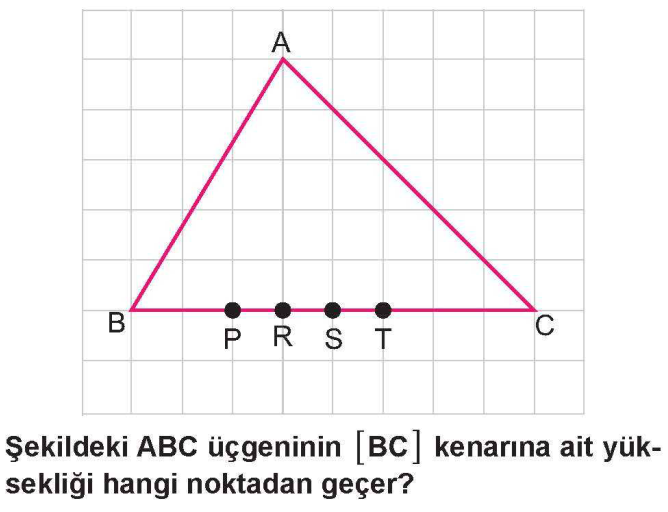 A
B
P R S T
C
Şekildeki ABC üçgeninin [BC] kenarına ait yük-
sekliği hangi noktadan geçer?